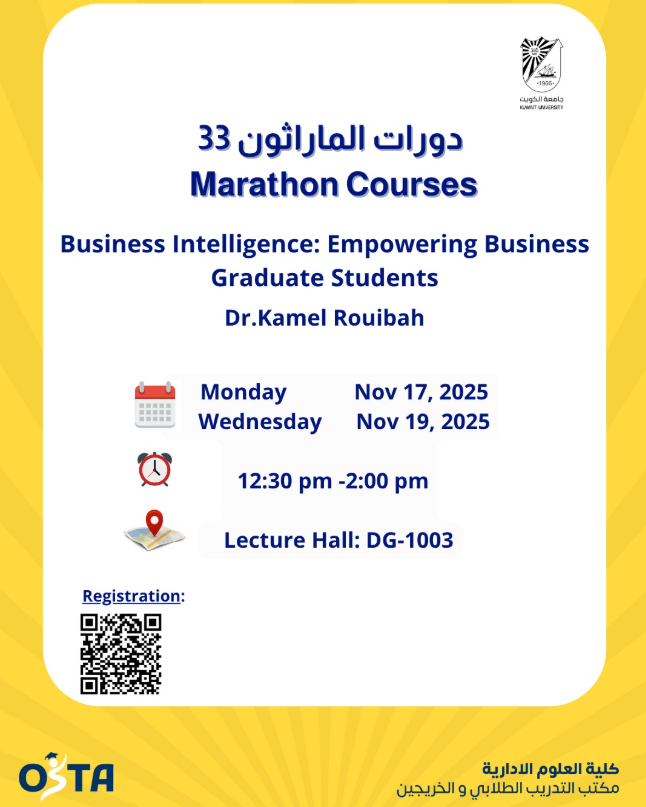 ·1966·
جامعة الكويت
KUWAIT UNIVERSITY
دورات الماراثون 33
Marathon Courses
Business Intelligence: Empowering Business
Graduate Students
Dr.Kamel Rouibah
Monday Nov 17, 2025
Wednesday Nov 19, 2025
12:30 pm -2:00 pm
Lecture Hall: DG-1003
Registration:
OSTA
كلية العلوم الادارية
مكتب التدريب الطلابي و الخريجين